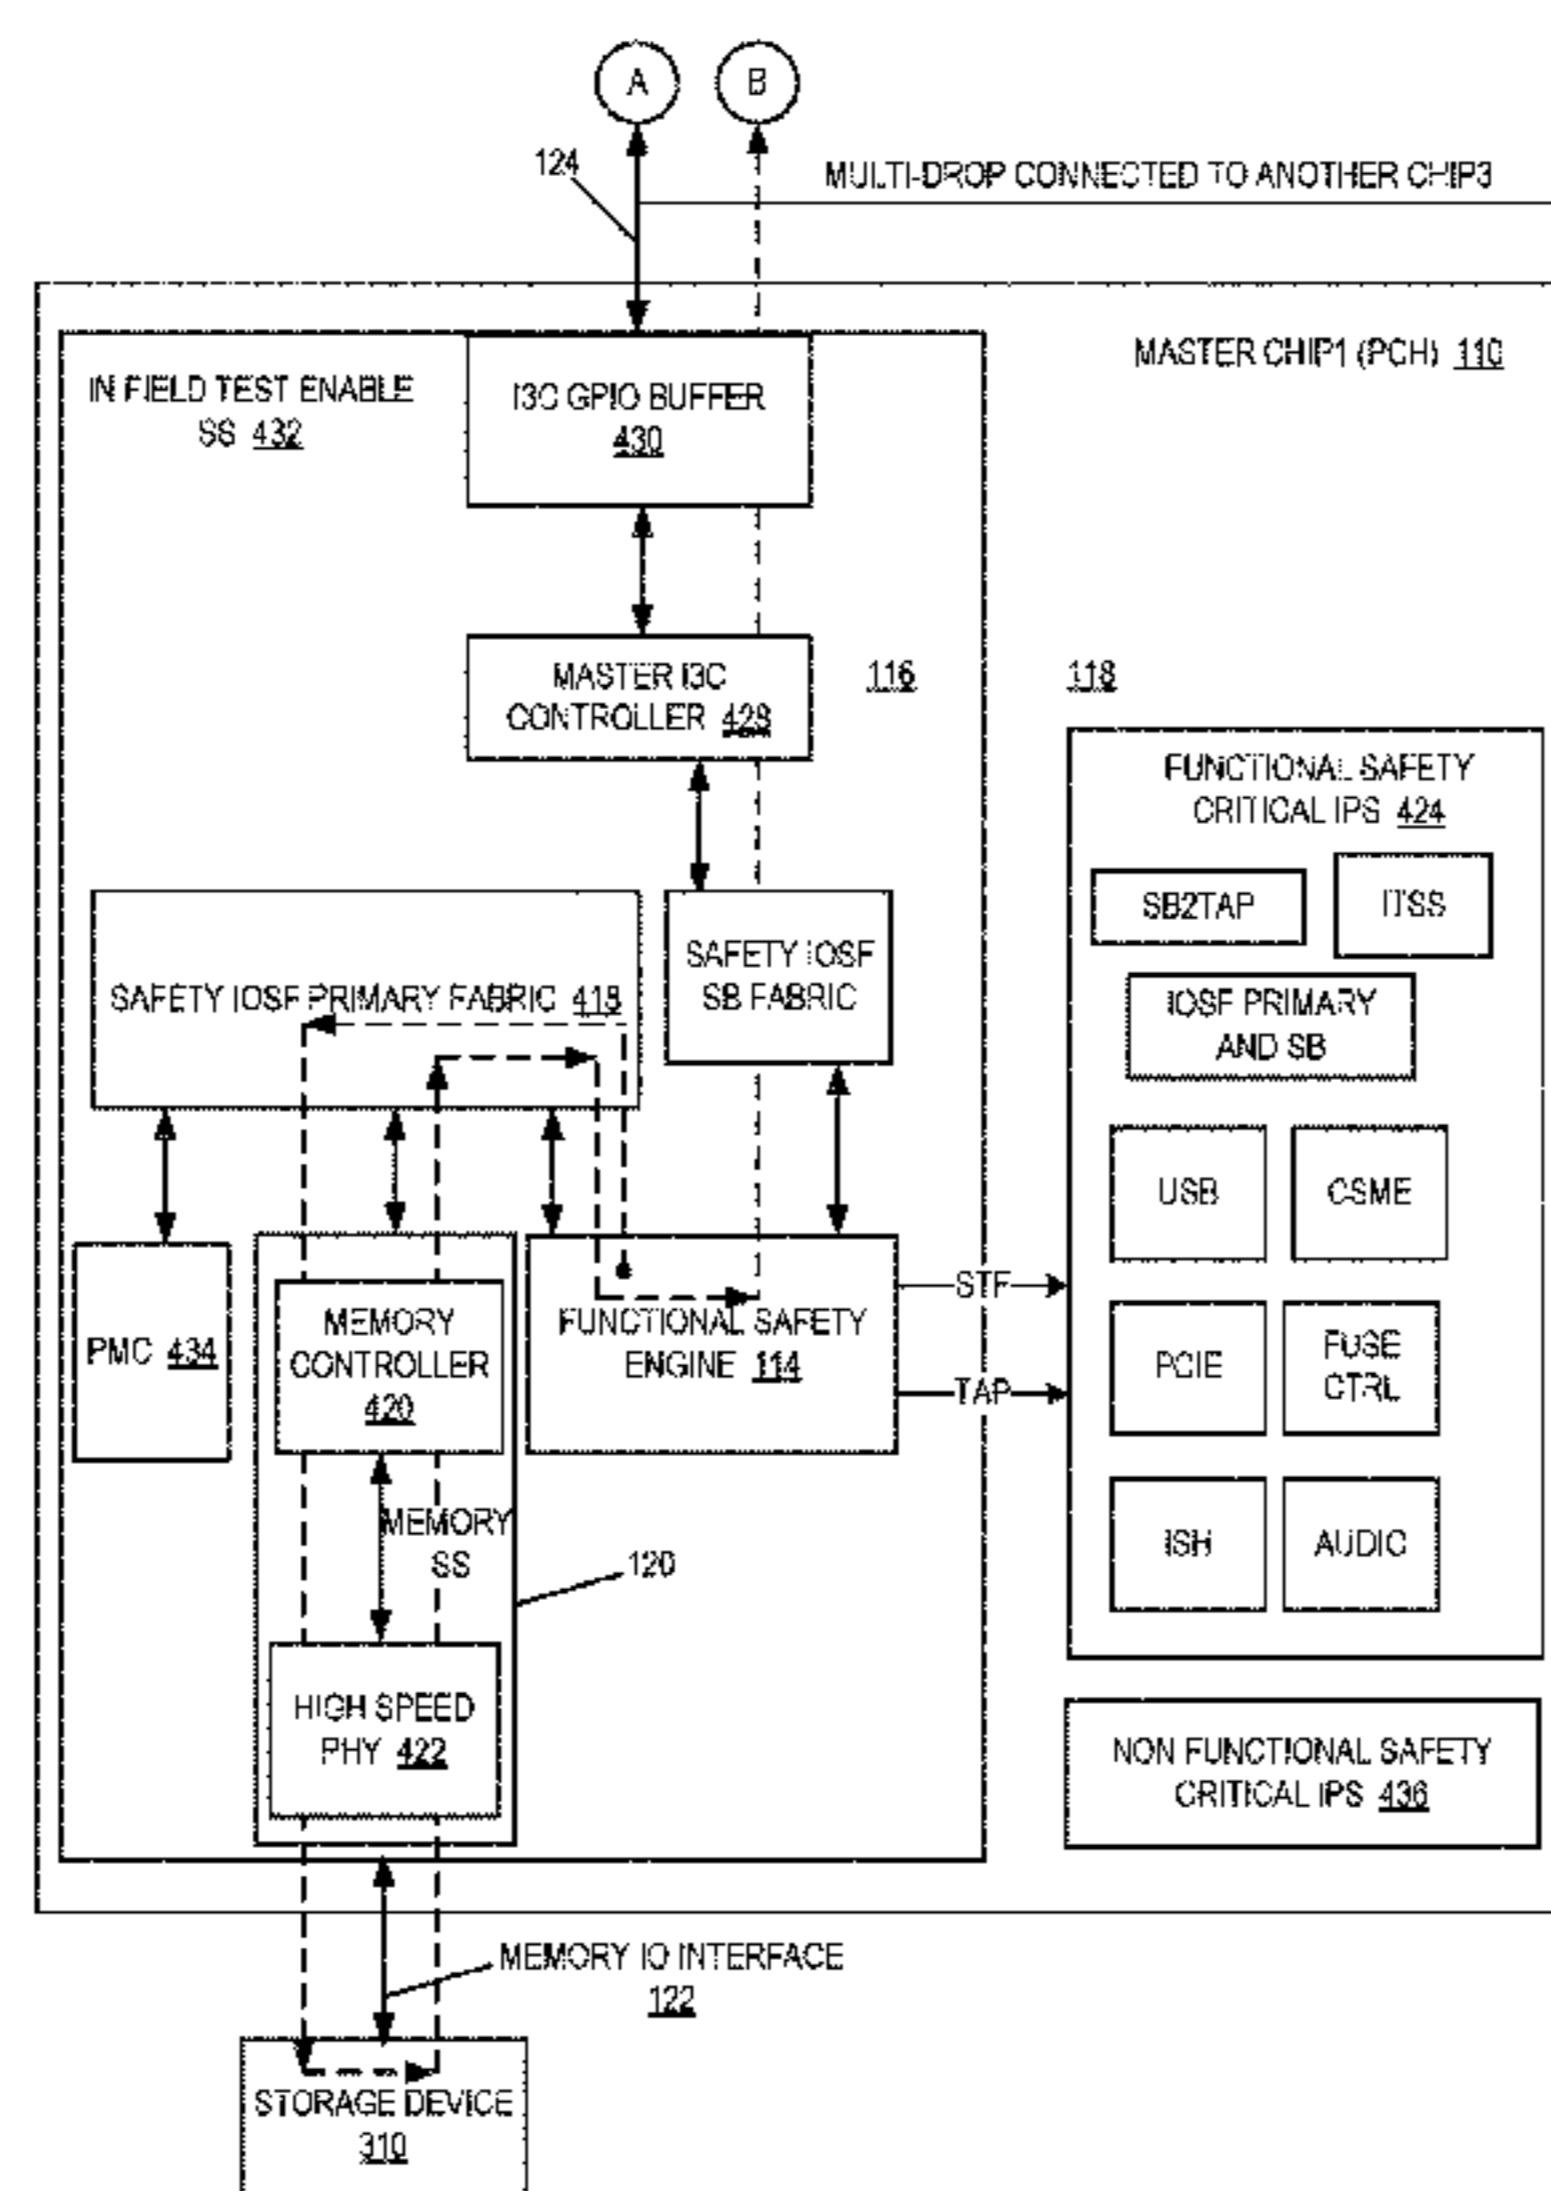 A
B
124
MULTI-DROP CONNECTED TO ANOTHER CHIP3
MASTER CHIP1 (PCH) 110
IN FIELD TEST ENABLE
SS 432
I3C GPIO BUFFER
430
MASTER I3C
CONTROLLER 428
116
118
FUNCTIONAL SAFETY
CRITICAL IPS 424
SB2TAP
ITSS
IOSF PRIMARY
AND SB
USB
CSME
PCIE
FUSE
CTRL
ISH
AUDIO
SAFETY IOSF PRIMARY FABRIC 418
SAFETY IOSF
SB FABRIC
PMC 434
MEMORY
CONTROLLER
420
FUNCTIONAL SAFETY
ENGINE 114
STF
TAP
MEMORY
SS
120
HIGH SPEED
PHY 422
NON FUNCTIONAL SAFETY
CRITICAL IPS 436
MEMORY IO INTERFACE
122
STORAGE DEVICE
310